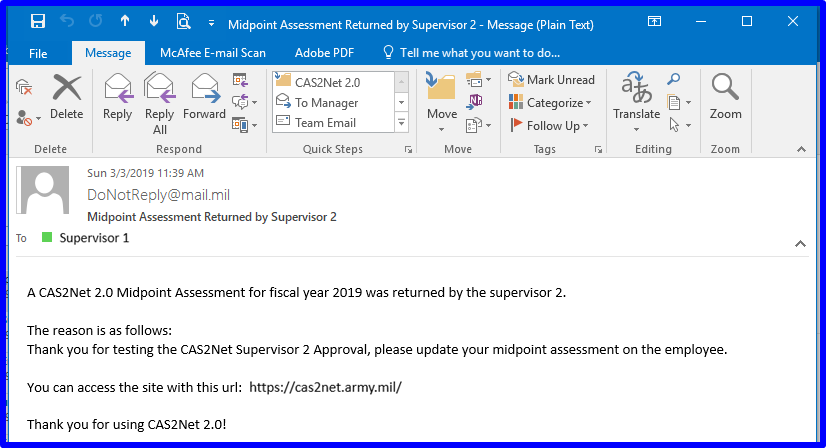 Midpoint Assessment Returned by Supervisor 2 - Message (Plain Text)
File Message McAfee E-mail Scan Adobe PDF Tell me what you want to do...
Delete
Delete
Reply
Reply All
Forward
Respond
CAS2Net 2.0
To Manager
Team Email
Quick Steps
Move
Move
Mark Unread
Categorize
Follow Up
Tags
Translate
Editing
Zoom
Zoom
Sun 3/3/2019 11:39 AM
DoNotReply@mail.mil
Midpoint Assessment Returned by Supervisor 2
To Supervisor 1
A CAS2Net 2.0 Midpoint Assessment for fiscal year 2019 was returned by the supervisor 2.
The reason is as follows:
Thank you for testing the CAS2Net Supervisor 2 Approval, please update your midpoint assessment on the employee.
You can access the site with this url: https://cas2net.army.mil/
Thank you for using CAS2Net 2.0!